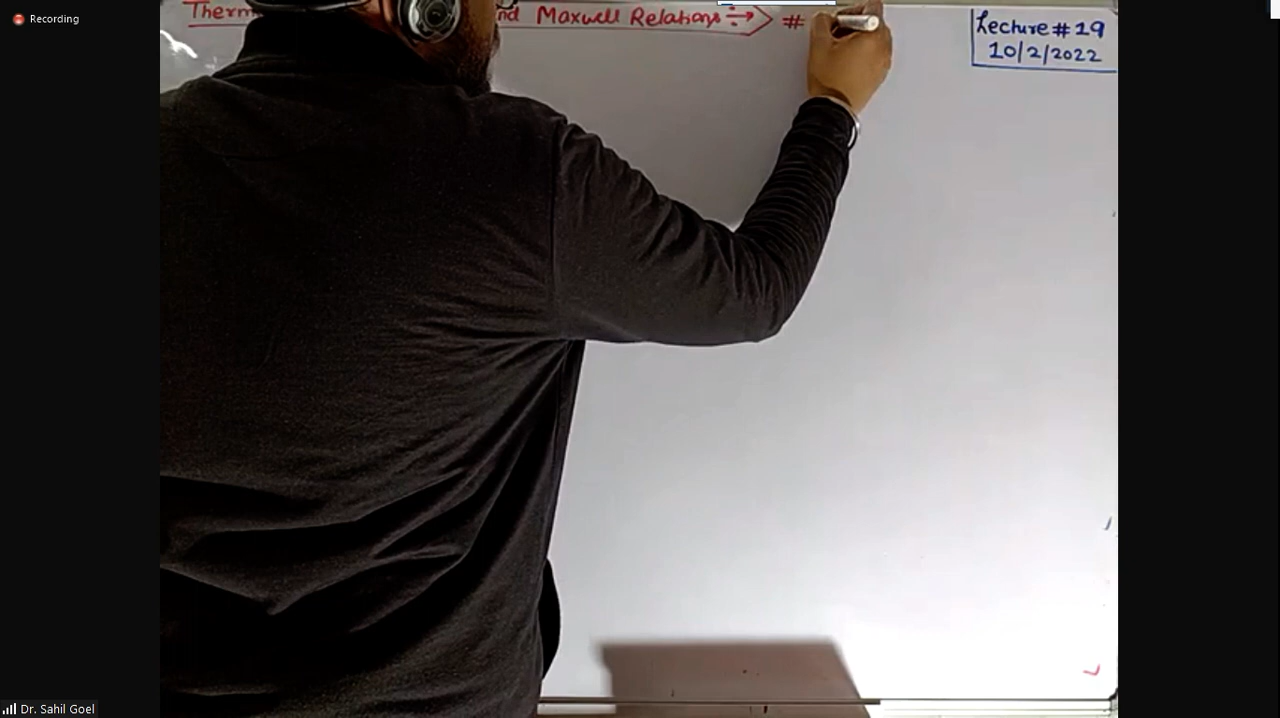 Recording
Therm nd Maxwell Relations ÷→ #
Lecture # 19
10/2/2022
Dr. Sahil Goel